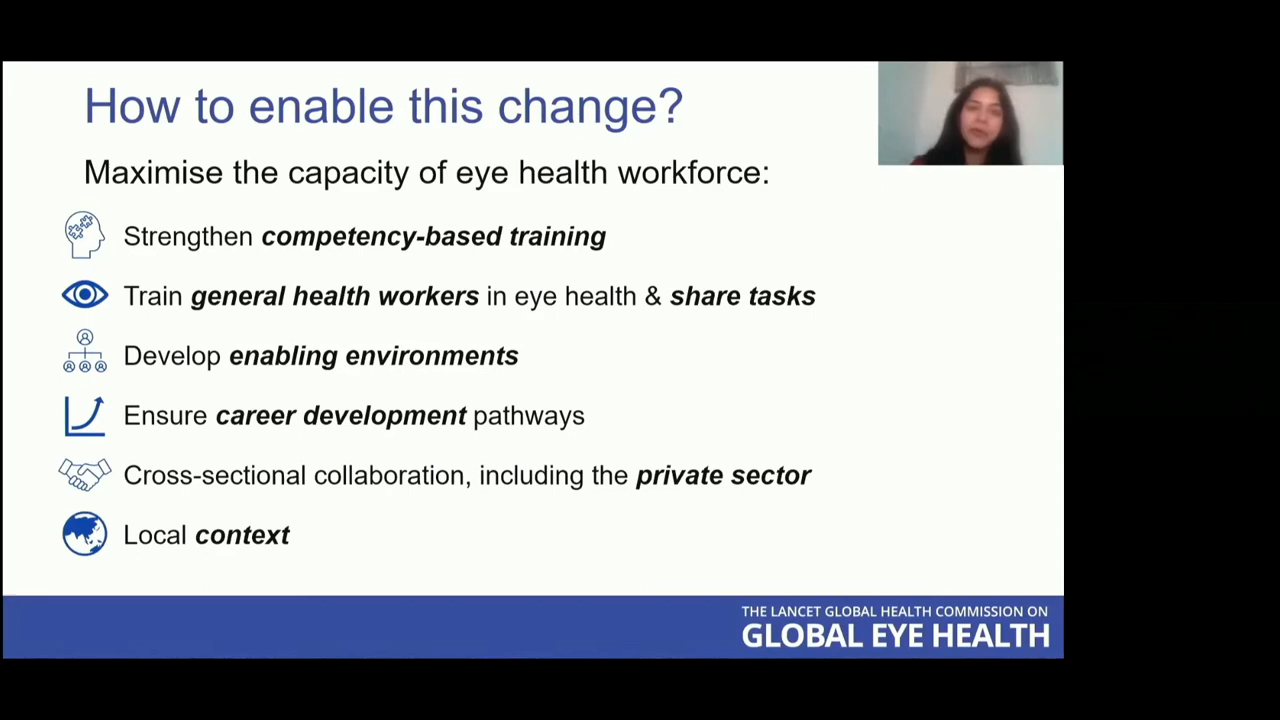 How to enable this change?
Maximise the capacity of eye health workforce:
Strengthen competency-based training
Train general health workers in eye health & share tasks
Develop enabling environments
Ensure career development pathways
Cross-sectional collaboration, including the private sector
Local context
THE LANCET GLOBAL HEALTH COMMISSION ON
GLOBAL EYE HEALTH